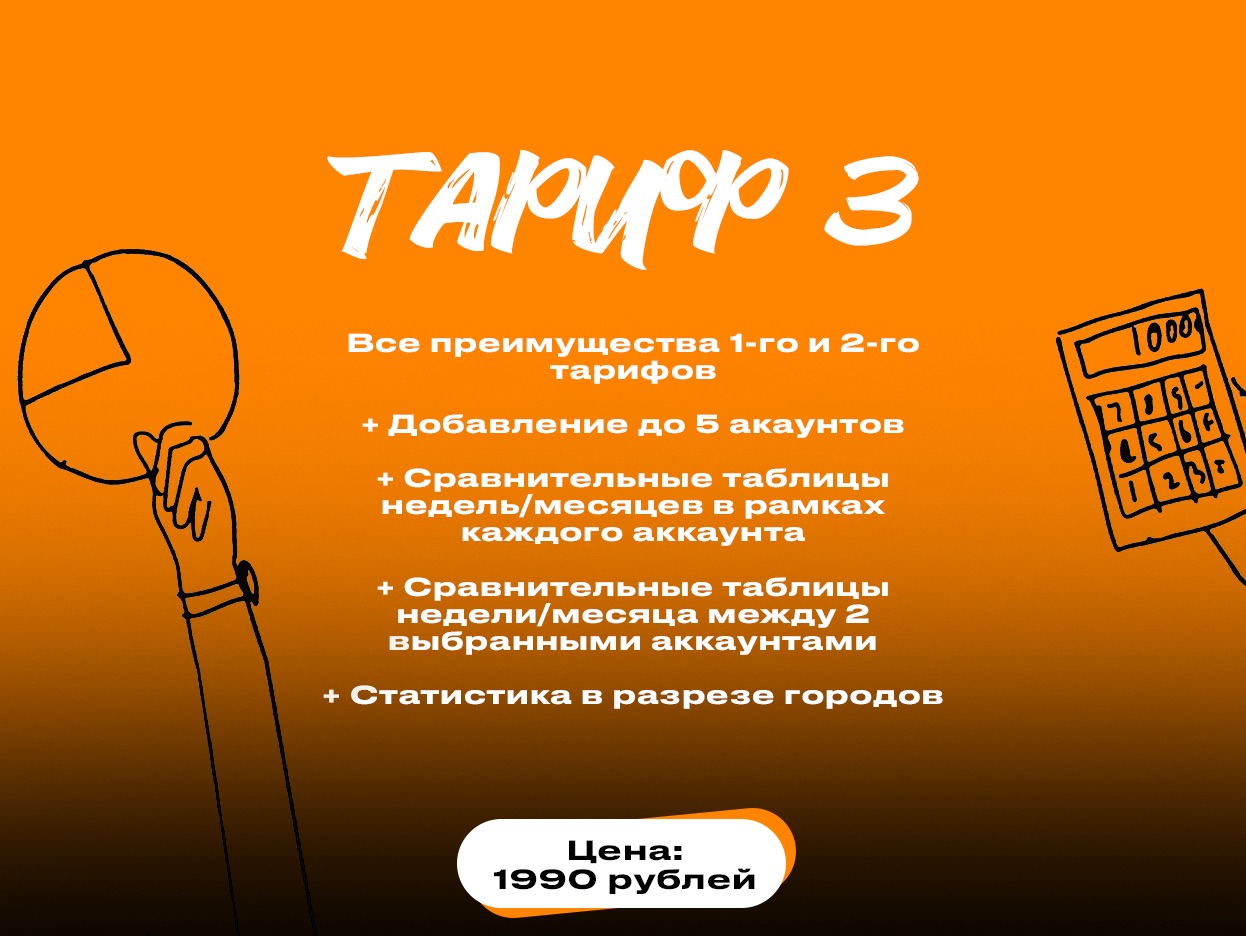 ТАРИФ 3
Все преимущества 1-го и 2-го
тарифов
+ Добавление до 5 акаунтов
+ Сравнительные таблицы
недель/месяцев в рамках
каждого аккаунта
+ Сравнительные таблицы
недели/месяца между 2
выбранными аккаунтами
+ Статистика в разрезе городов
1000
Цена:
1990 рублей